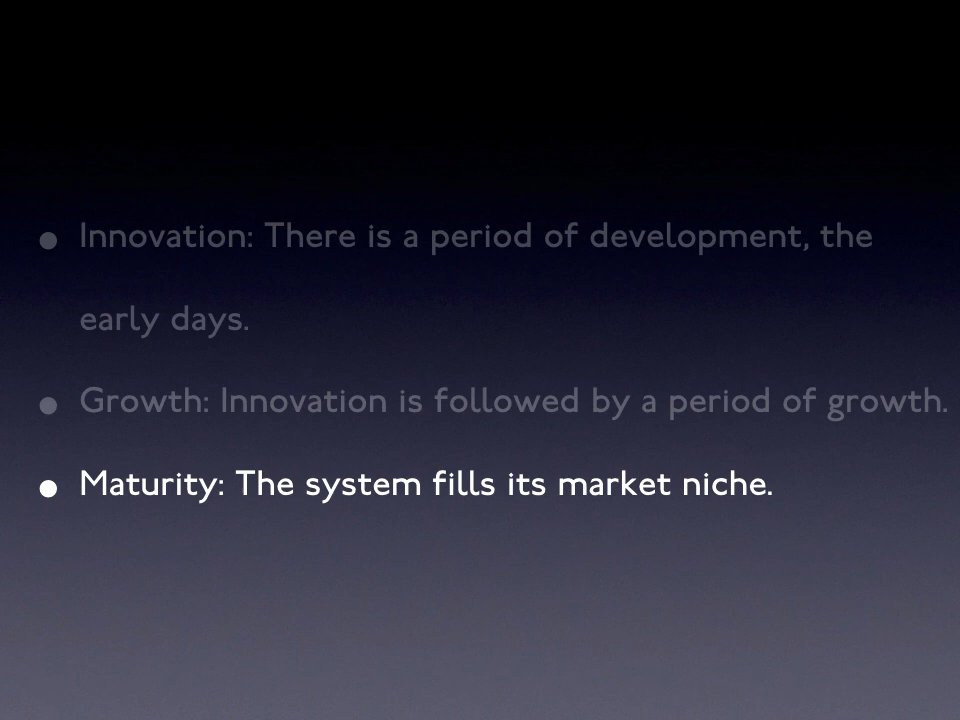 • Innovation: There is a period of development, the
early days.
• Growth: Innovation is followed by a period of growth.
• Maturity: The system fills its market niche.